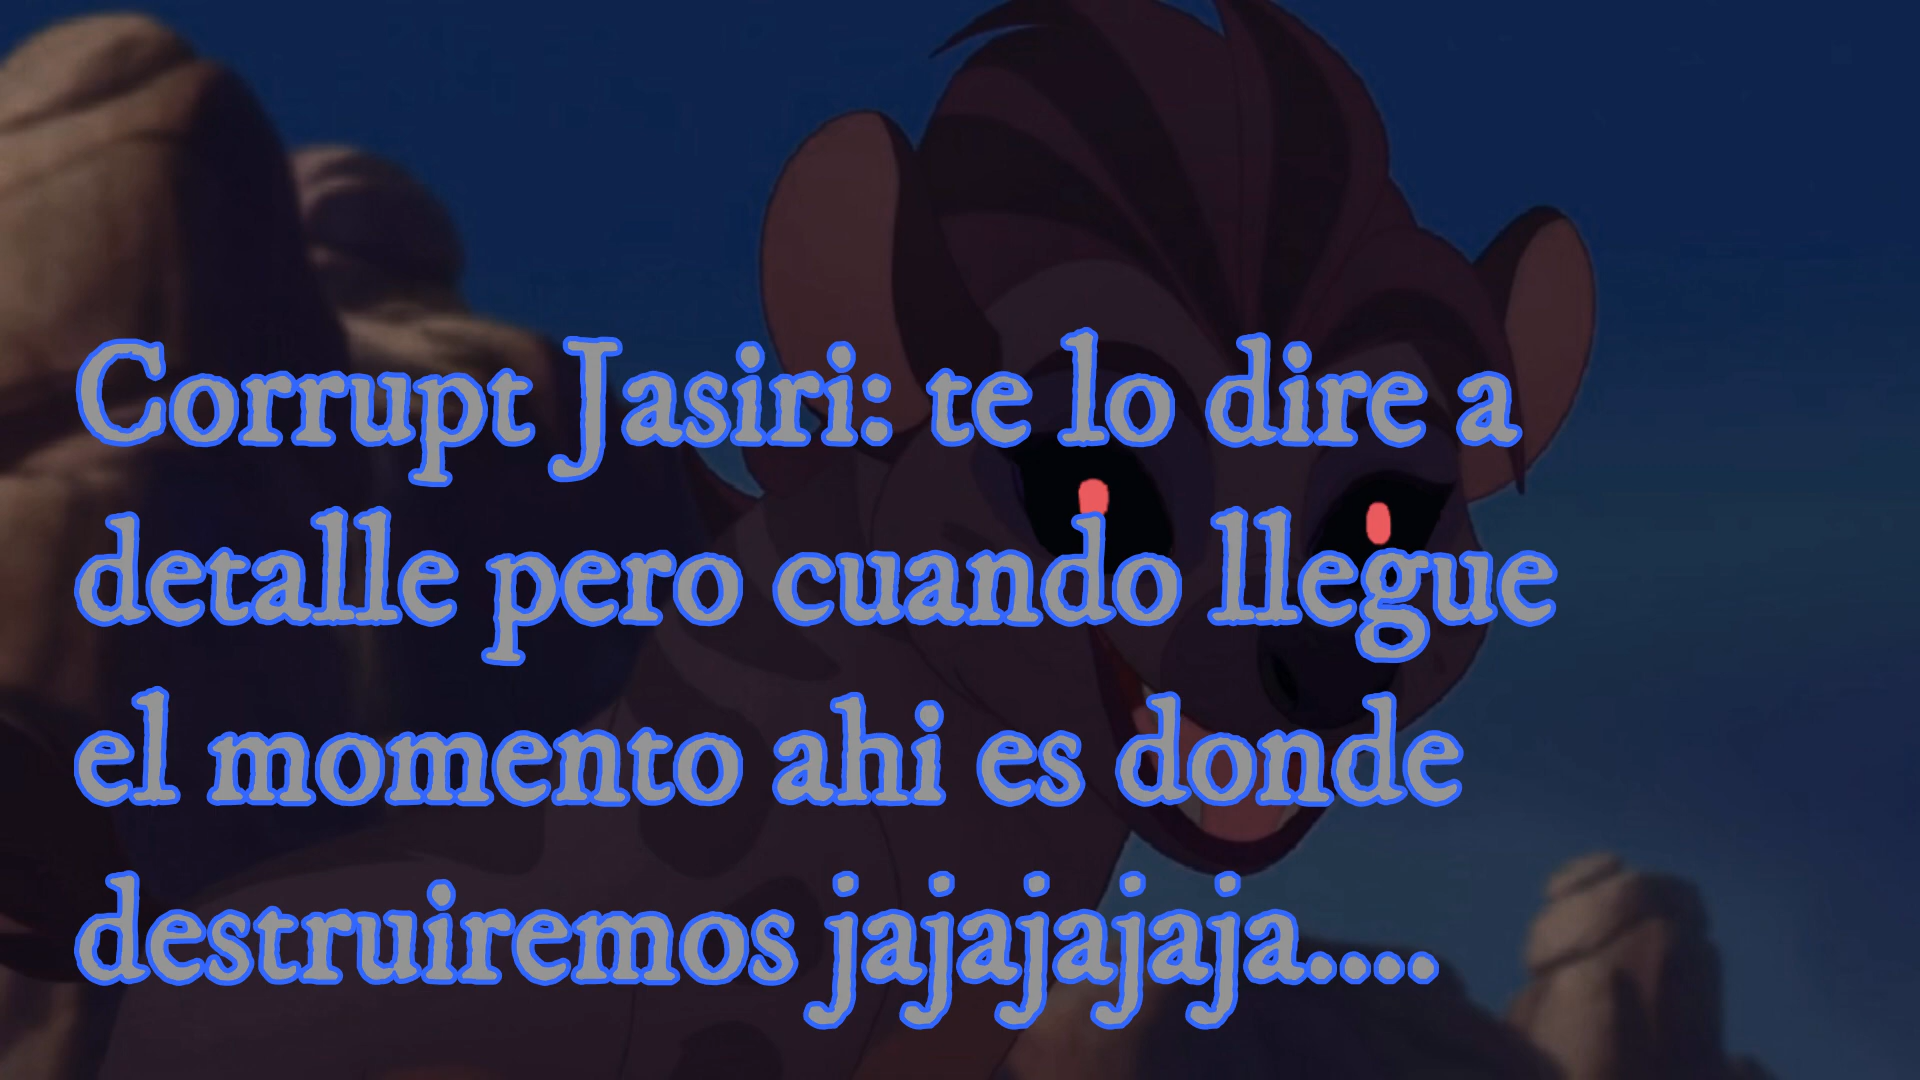 Corrupt Jasiri: te lo dire a
detalle pero cuando llegue
el momento ahi es donde
destruiremos jajajajaja....